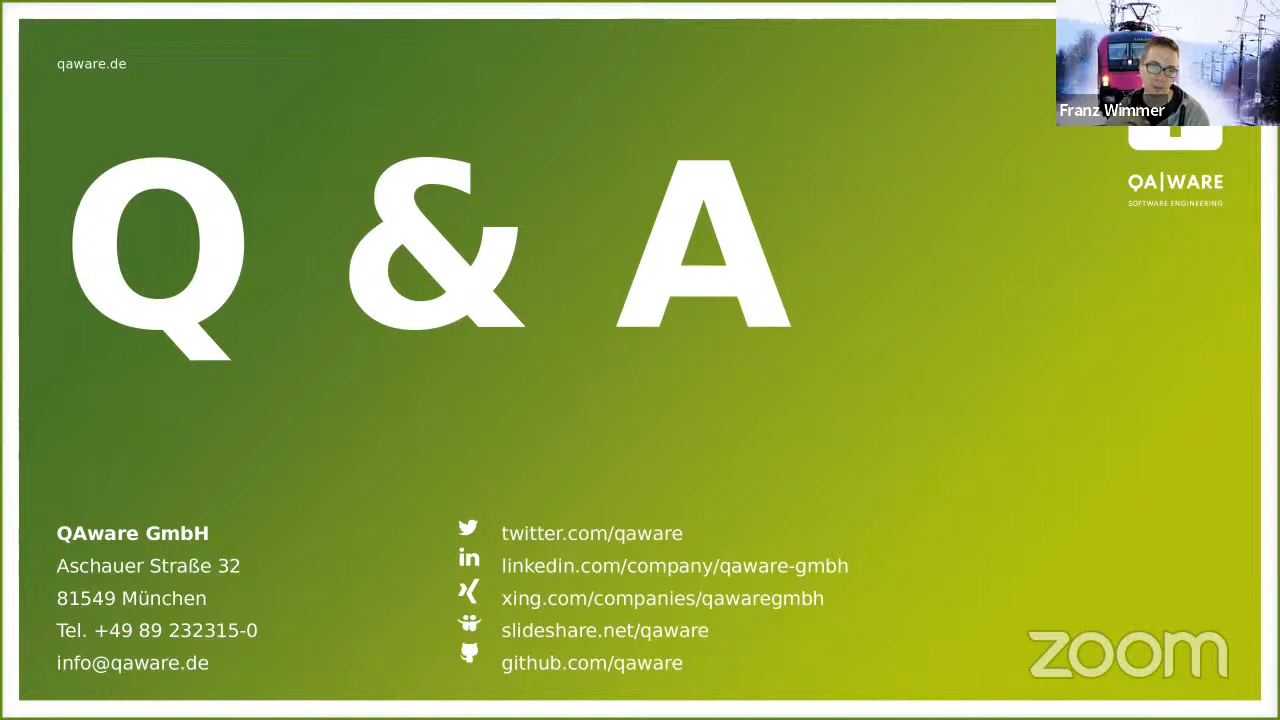 qaware.de
Franz Wimmer
QA|WARE
SOFTWARE ENGINEERING
Q & A
QAware GmbH
Aschauer Straße 32
81549 München
Tel. +49 89 232315-0
info@qaware.de
twitter.com/qaware
linkedin.com/company/qaware-gmbh
xing.com/companies/qawaregmbh
slideshare.net/qaware
github.com/qaware
zoom